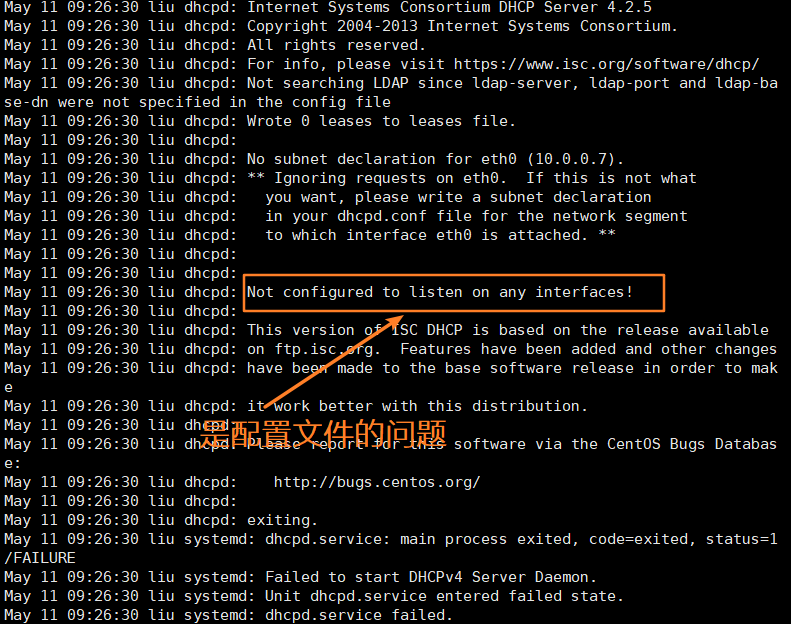 May 11 09:26:30 liu dhcpd: Internet Systems Consortium DHCP Server 4.2.5
May 11 09:26:30 liu dhcpd: Copyright 2004-2013 Internet Systems Consortium.
May 11 09:26:30 liu dhcpd: All rights reserved.
May 11 09:26:30 liu dhcpd: For info, please visit https://www.isc.org/software/dhcp/
May 11 09:26:30 liu dhcpd: Not searching LDAP since ldap-server, ldap-port and ldap-ba
se-dn were not specified in the config file
May 11 09:26:30 liu dhcpd: Wrote 0 leases to leases file.
May 11 09:26:30 liu dhcpd:
May 11 09:26:30 liu dhcpd: No subnet declaration for eth0 (10.0.0.7).
May 11 09:26:30 liu dhcpd: ** Ignoring requests on eth0.  If this is not what
May 11 09:26:30 liu dhcpd:   you want, please write a subnet declaration
May 11 09:26:30 liu dhcpd:   in your dhcpd.conf file for the network segment
May 11 09:26:30 liu dhcpd:   to which interface eth0 is attached. **
May 11 09:26:30 liu dhcpd:
May 11 09:26:30 liu dhcpd:
May 11 09:26:30 liu dhcpd: Not configured to listen on any interfaces!
May 11 09:26:30 liu dhcpd:
May 11 09:26:30 liu dhcpd: This version of ISC DHCP is based on the release available
May 11 09:26:30 liu dhcpd: on ftp.isc.org.  Features have been added and other changes
May 11 09:26:30 liu dhcpd: have been made to the base software release in order to mak
e
May 11 09:26:30 liu dhcpd: it work better with this distribution.
May 11 09:26:30 liu dhcpd:
是配置文件的问题
May 11 09:26:30 liu dhcpd: Please report for this software via the CentOS Bugs Databas
e:
May 11 09:26:30 liu dhcpd:    http://bugs.centos.org/
May 11 09:26:30 liu dhcpd:
May 11 09:26:30 liu dhcpd: exiting.
May 11 09:26:30 liu systemd: dhcpd.service: main process exited, code=exited, status=1
/FAILURE
May 11 09:26:30 liu systemd: Failed to start DHCPv4 Server Daemon.
May 11 09:26:30 liu systemd: Unit dhcpd.service entered failed state.
May 11 09:26:30 liu systemd: dhcpd.service failed.